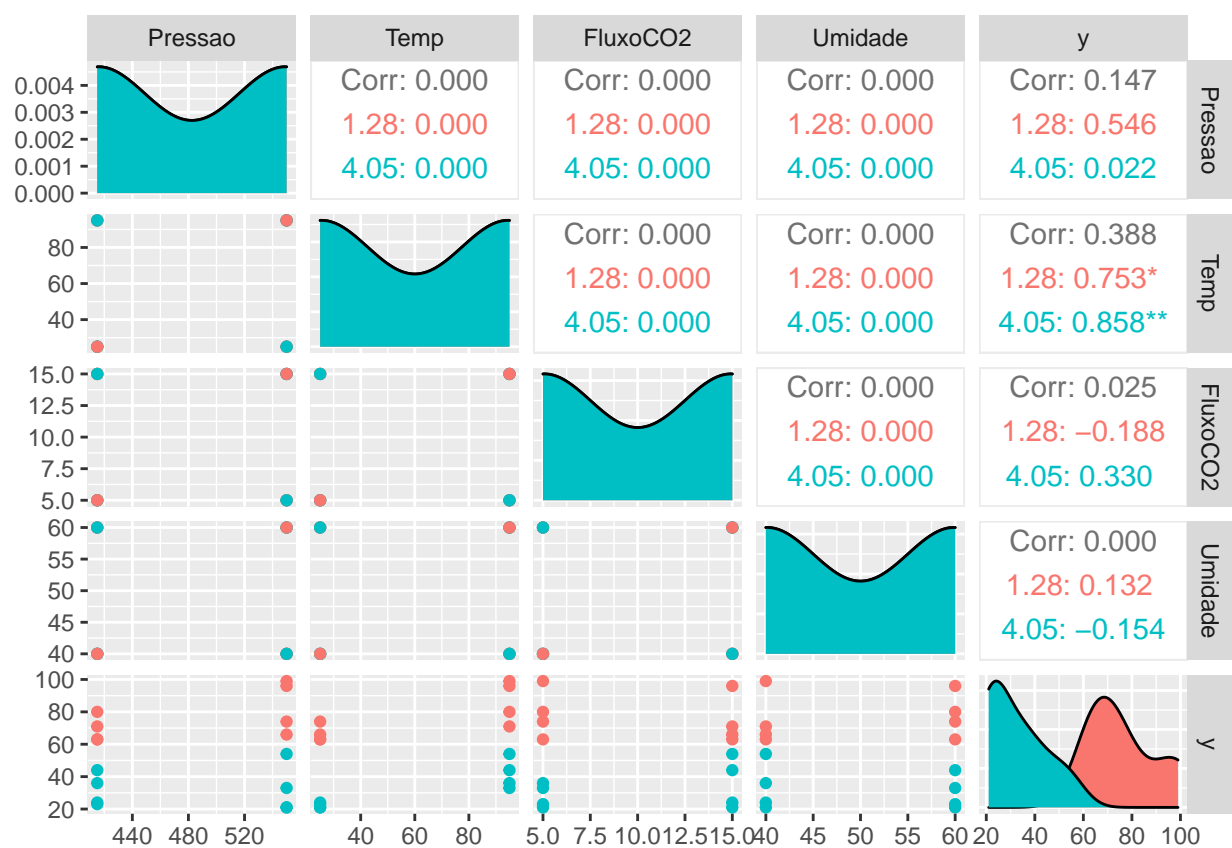 Pressao Temp FluxoCO2 Umidade y
0.004
0.003
0.002
0.001
0.000
Corr: 0.000 Corr: 0.000 Corr: 0.000 Corr: 0.147
1.28: 0.000 1.28: 0.000 1.28: 0.000 1.28: 0.546
4.05: 0.000 4.05: 0.000 4.05: 0.000 4.05: 0.022
Pressao
80
60
40
Corr: 0.000 Corr: 0.000 Corr: 0.388
1.28: 0.000 1.28: 0.000 1.28: 0.753*
4.05: 0.000 4.05: 0.000 4.05: 0.858**
Temp
15.0
12.5
10.0
7.5
5.0
Corr: 0.000 Corr: 0.025
1.28: 0.000 1.28: −0.188
4.05: 0.000 4.05: 0.330
FluxoCO2
60
55
50
45
40
Corr: 0.000
1.28: 0.132
4.05: −0.154
Umidade
100
80
60
40
20
y
440 480 520 40 60 80 5.0 7.5 10.0 12.5 15.0 40 45 50 55 60 20 40 60 80 100